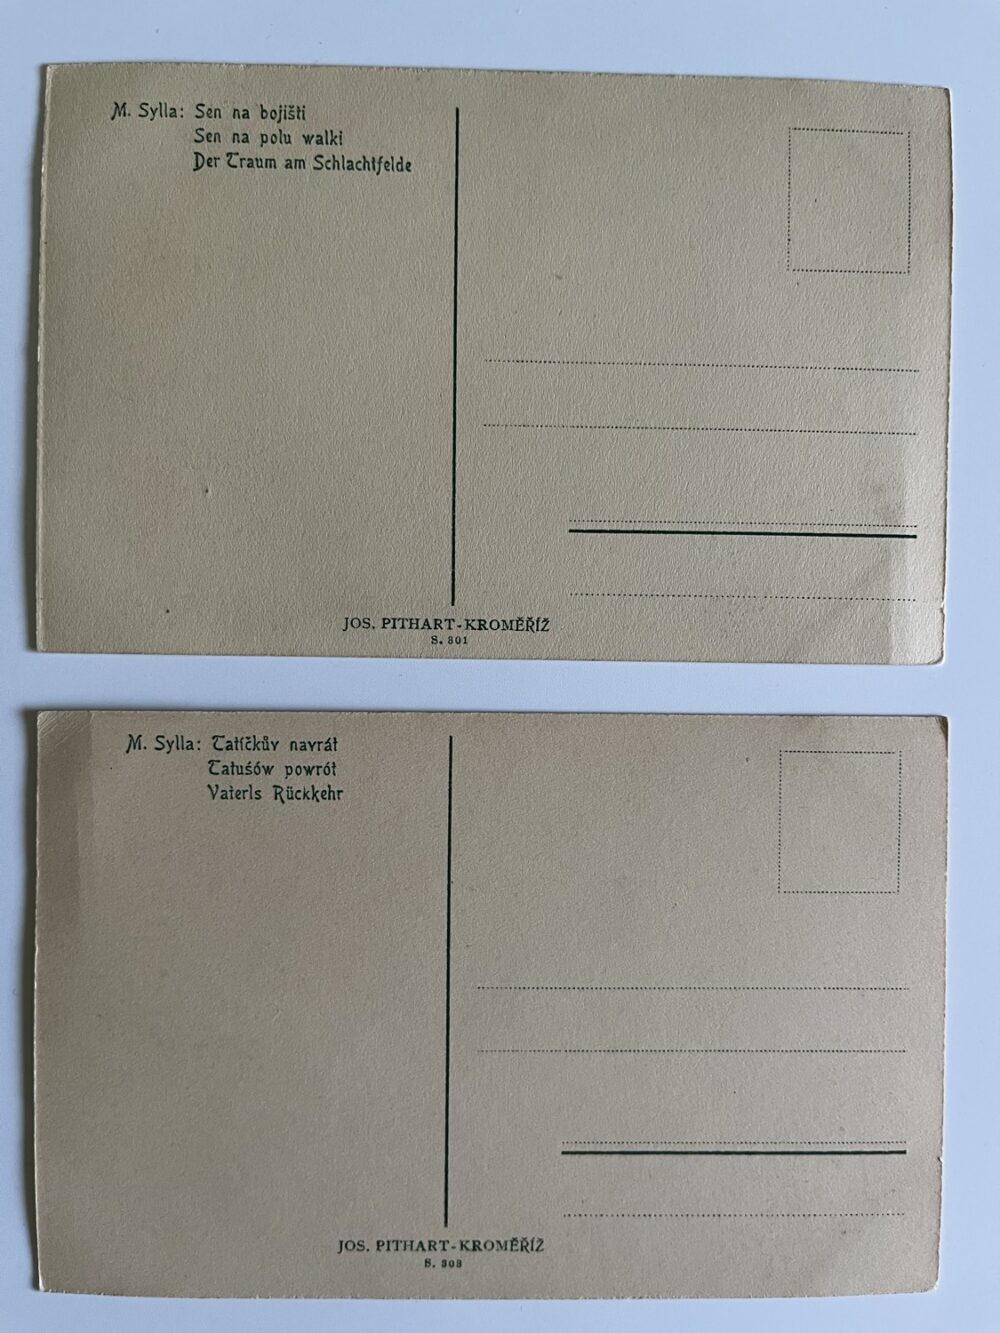 M. Sylla: Sen na bojišti
Sen na polu walki
Der Traum am Schlachtfelde
JOS. PITHART-KROMĚŘÍŽ
S. 301
M. Sylla: Tatíčkův navrát
Tatuśów powrót
Vaterls Rückkehr
JOS. PITHART-KROMĚŘÍŽ
S. 303